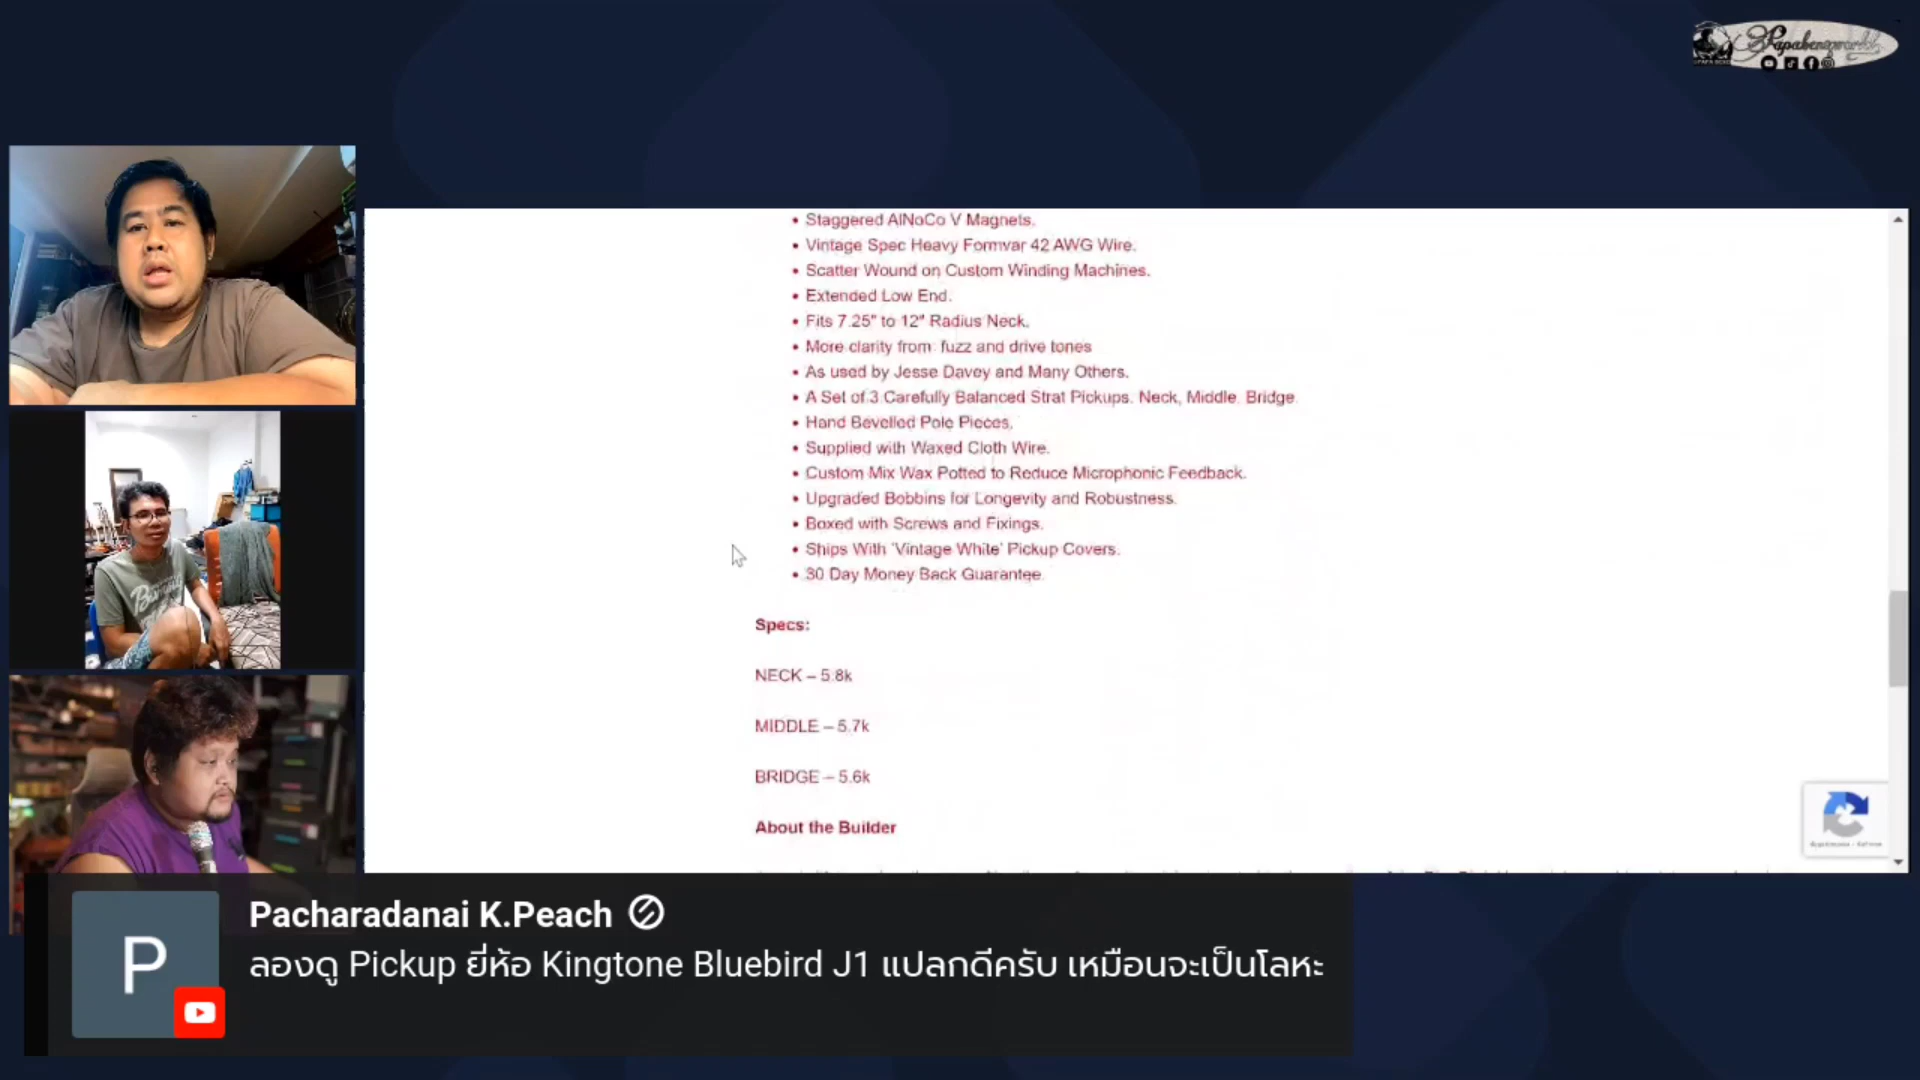 Papabenzworld
Staggered AlNoCo V Magnets.
Vintage Spec Heavy Formvar 42 AWG Wire.
Scatter Wound on Custom Winding Machines.
Extended Low End.
Fits 7.25" to 12" Radius Neck.
More clarity from fuzz and drive tones
As used by Jesse Davey and Many Others.
A Set of 3 Carefully Balanced Strat Pickups. Neck, Middle. Bridge.
Hand Bevelled Pole Pieces.
Supplied with Waxed Cloth Wire.
Custom Mix Wax Potted to Reduce Microphonic Feedback.
Upgraded Bobbins for Longevity and Robustness.
Boxed with Screws and Fixings.
Ships With 'Vintage White' Pickup Covers.
30 Day Money Back Guarantee.
Specs:
NECK – 5.8k
MIDDLE – 5.7k
BRIDGE – 5.6k
About the Builder
P
Pacharadanai K.Peach
ลองดู Pickup ยี่ห้อ Kingtone Bluebird J1 แปลกดีครับ เหมือนจะเป็นโลหะ